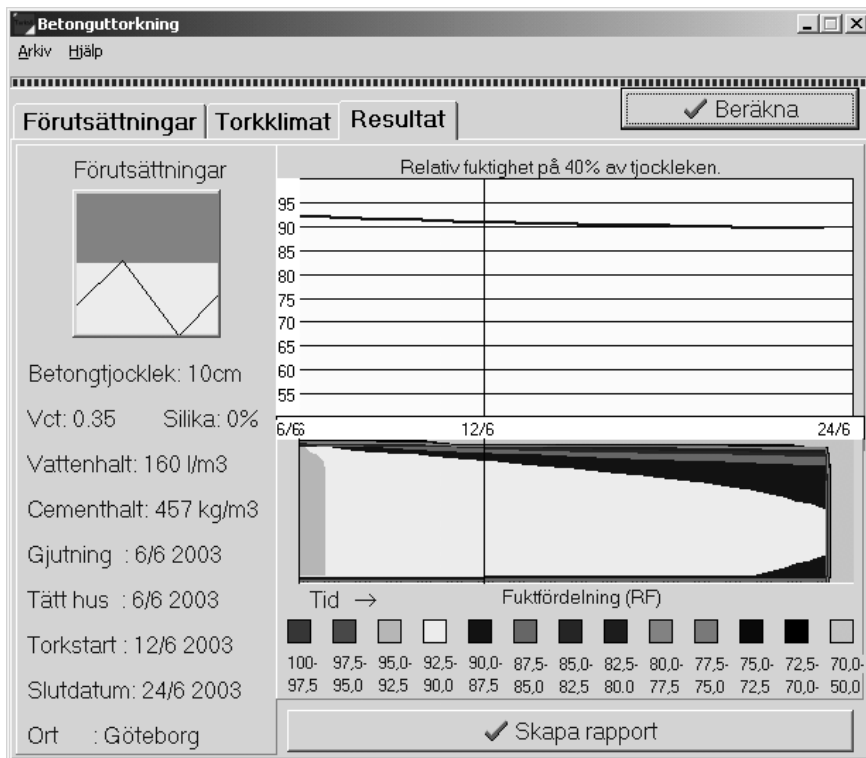 Betonguttorkning
Arkiv Hjälp
Förutsättningar Torkklimat Resultat
Beräkna
Förutsättningar
Betongtjocklek: 10cm
Vct: 0.35 Silika: 0%
Vattenhalt: 160 l/m3
Cementhalt: 457 kg/m3
Gjutning : 6/6 2003
Tätt hus : 6/6 2003
Torkstart : 12/6 2003
Slutdatum: 24/6 2003
Ort : Göteborg
Relativ fuktighet på 40% av tjockleken.
95
90
85
80
75
70
65
60
55
6/6 12/6 24/6
Tid → Fuktfördelning (RF)
100- 97,5- 95,0- 92,5- 90,0- 87,5- 85,0- 82,5- 80,0- 77,5- 75,0- 72,5- 70,0-
97,5 95,0 92,5 90.0 87,5 85,0 82,5 80.0 77,5 75,0 72,5 70,0- 50,0
Skapa rapport